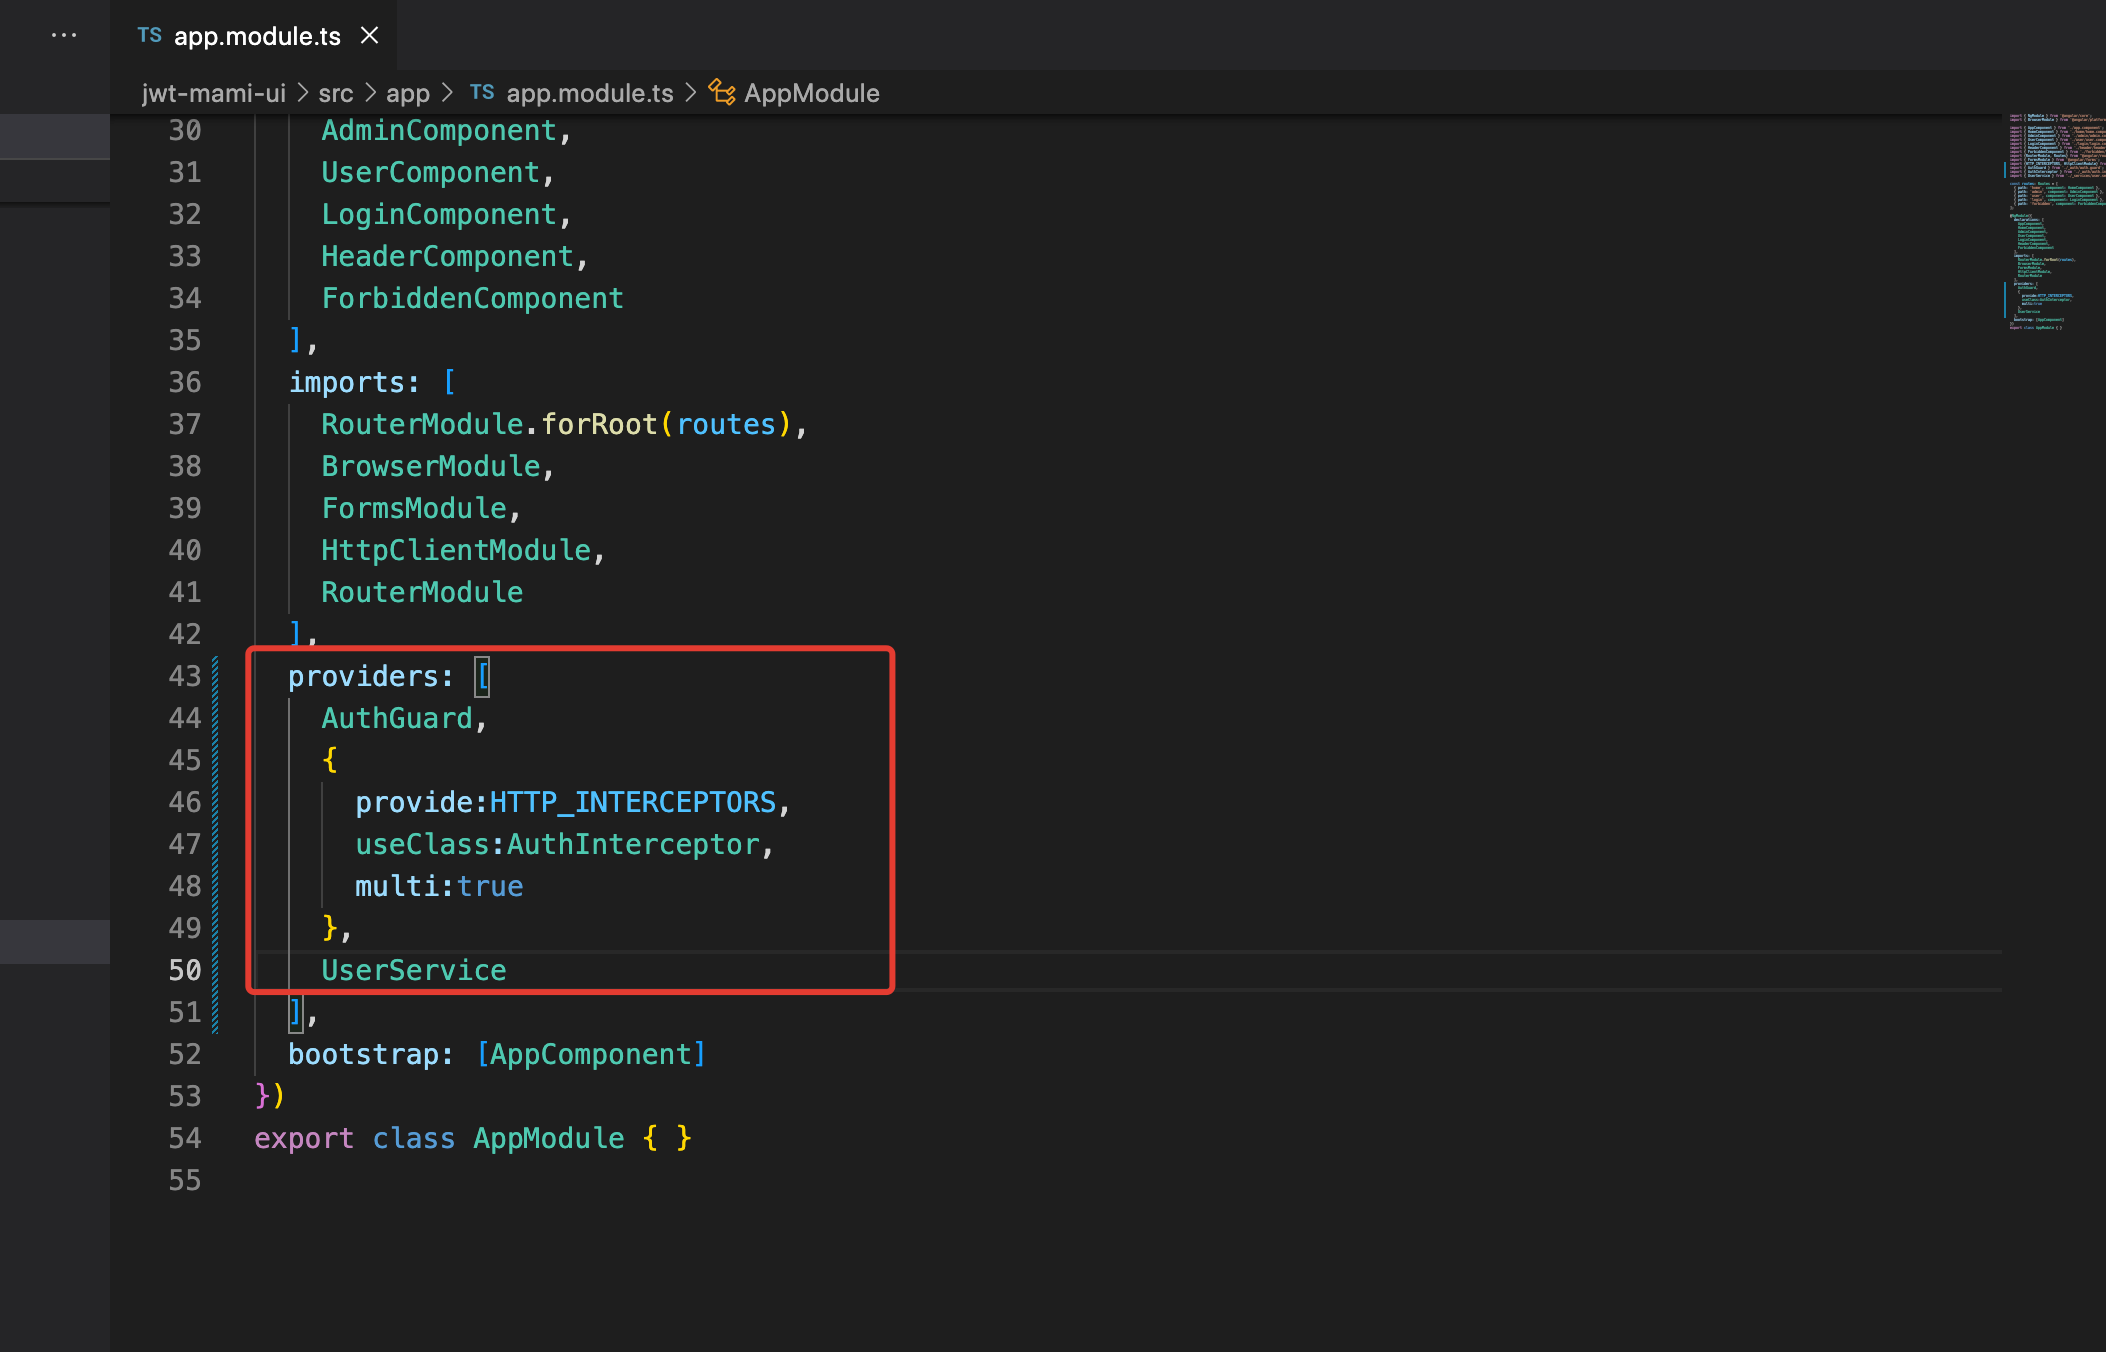 ···
TS app.module.ts ×
jwt-mami-ui > src > app > TS app.module.ts > AppModule
30 AdminComponent,
31 UserComponent,
32 LoginComponent,
33 HeaderComponent,
34 ForbiddenComponent
35 ],
36 imports: [
37 RouterModule.forRoot(routes),
38 BrowserModule,
39 FormsModule,
40 HttpClientModule,
41 RouterModule
42 ],
43 providers: [
44 AuthGuard,
45 {
46 provide:HTTP_INTERCEPTORS,
47 useClass:AuthInterceptor,
48 multi:true
49 },
50 UserService
51 ],
52 bootstrap: [AppComponent]
53 })
54 export class AppModule { }
55